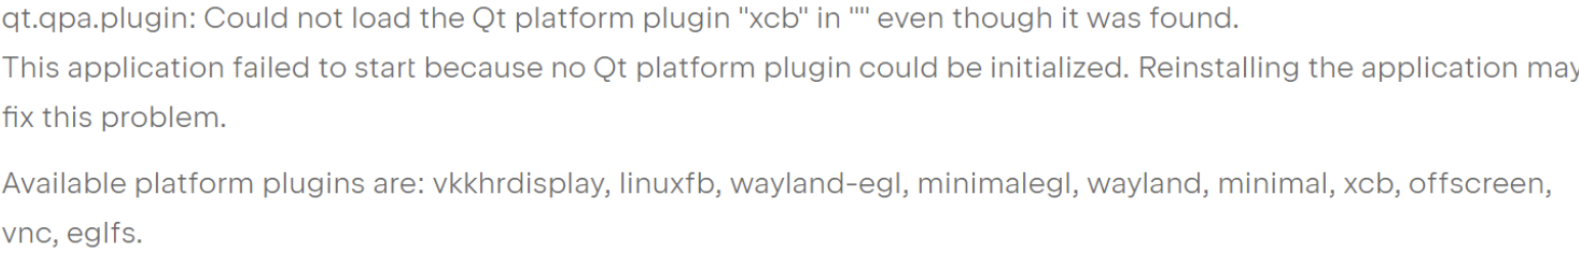 qt.qpa.plugin: Could not load the Qt platform plugin "xcb" in "" even though it was found.
This application failed to start because no Qt platform plugin could be initialized. Reinstalling the application may
fix this problem.
Available platform plugins are: vkkhrdisplay, linuxfb, wayland-egl, minimalegl, wayland, minimal, xcb, offscreen,
vnc, eglfs.